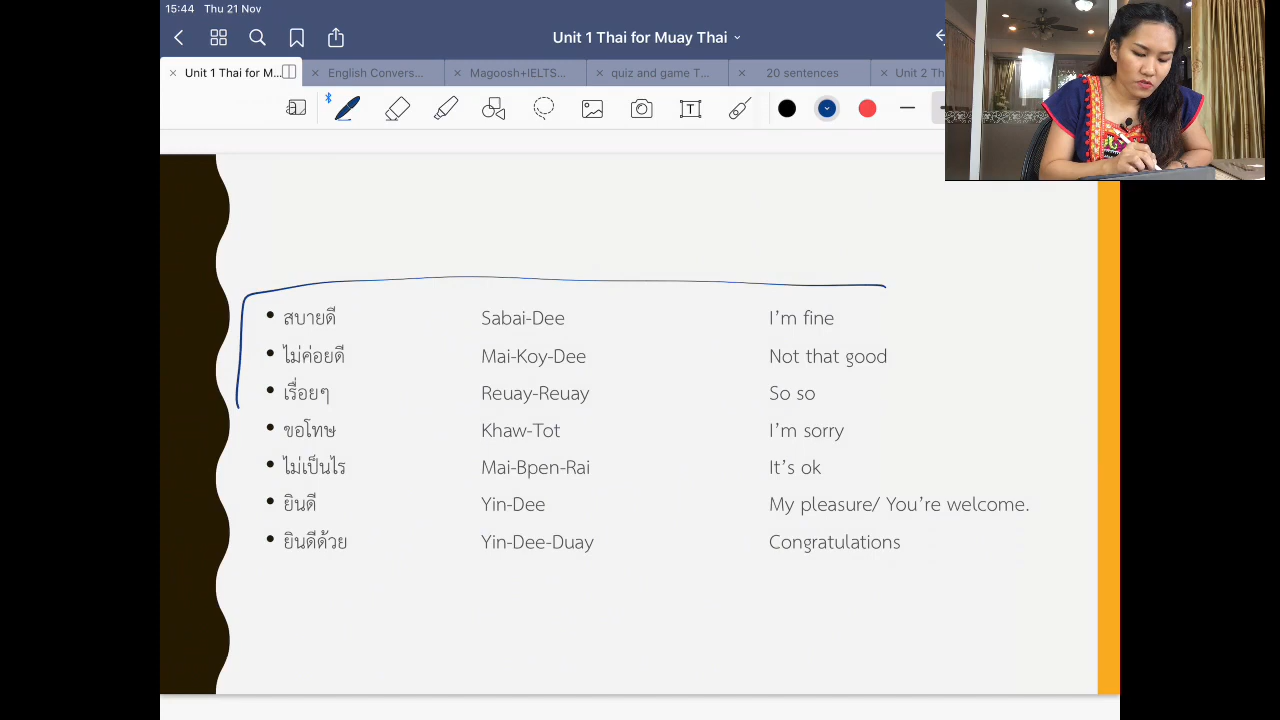 15:44 Thu 21 Nov
Unit 1 Thai for Muay Thai
Unit 1 Thai for M... English Convers... Magoosh+IELTS... quiz and game T... 20 sentences Unit 2 Th
T
• สบายดี Sabai-Dee I'm fine
• ไม่ค่อยดี Mai-Koy-Dee Not that good
• เรื่อยๆ Reuay-Reuay So so
• ขอโทษ Khaw-Tot I'm sorry
• ไม่เป็นไร Mai-Bpen-Rai It's ok
• ยินดี Yin-Dee My pleasure/ You're welcome.
• ยินดีด้วย Yin-Dee-Duay Congratulations